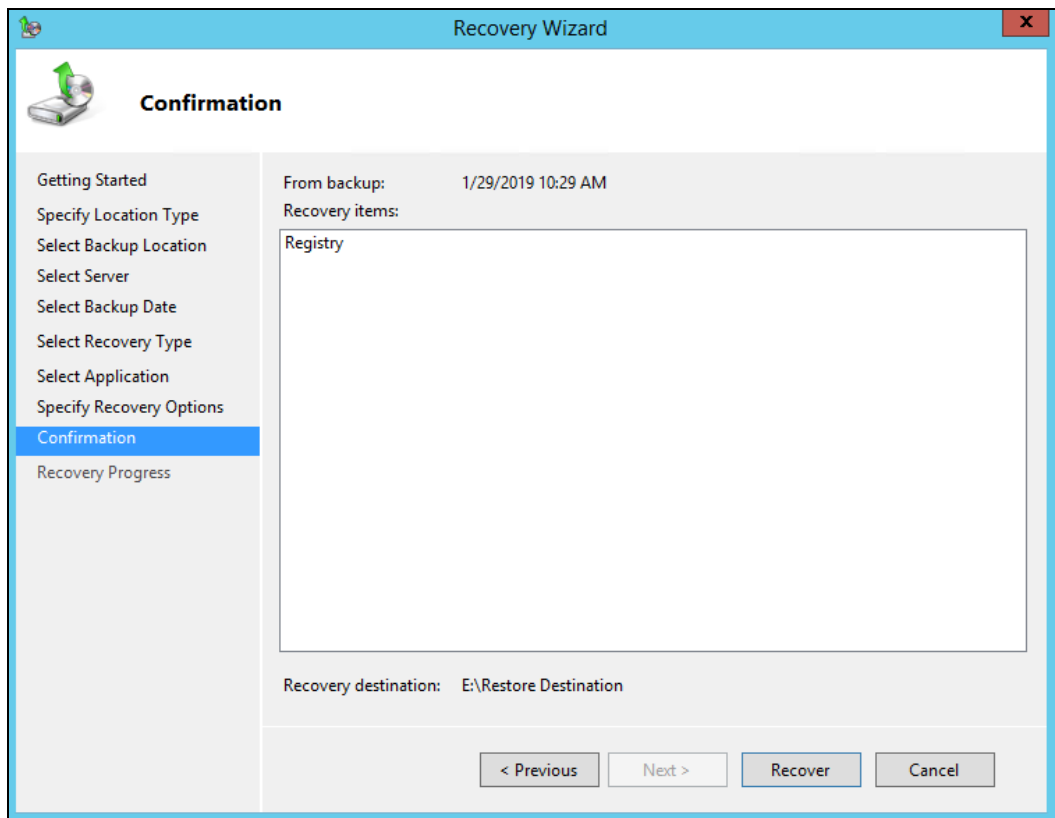 Recovery Wizard
x
Confirmation
Getting Started
Specify Location Type
Select Backup Location
Select Server
Select Backup Date
Select Recovery Type
Select Application
Specify Recovery Options
Confirmation
Recovery Progress
From backup: 1/29/2019 10:29 AM
Recovery items:
Registry
Recovery destination: E:\Restore Destination
< Previous Next > Recover Cancel